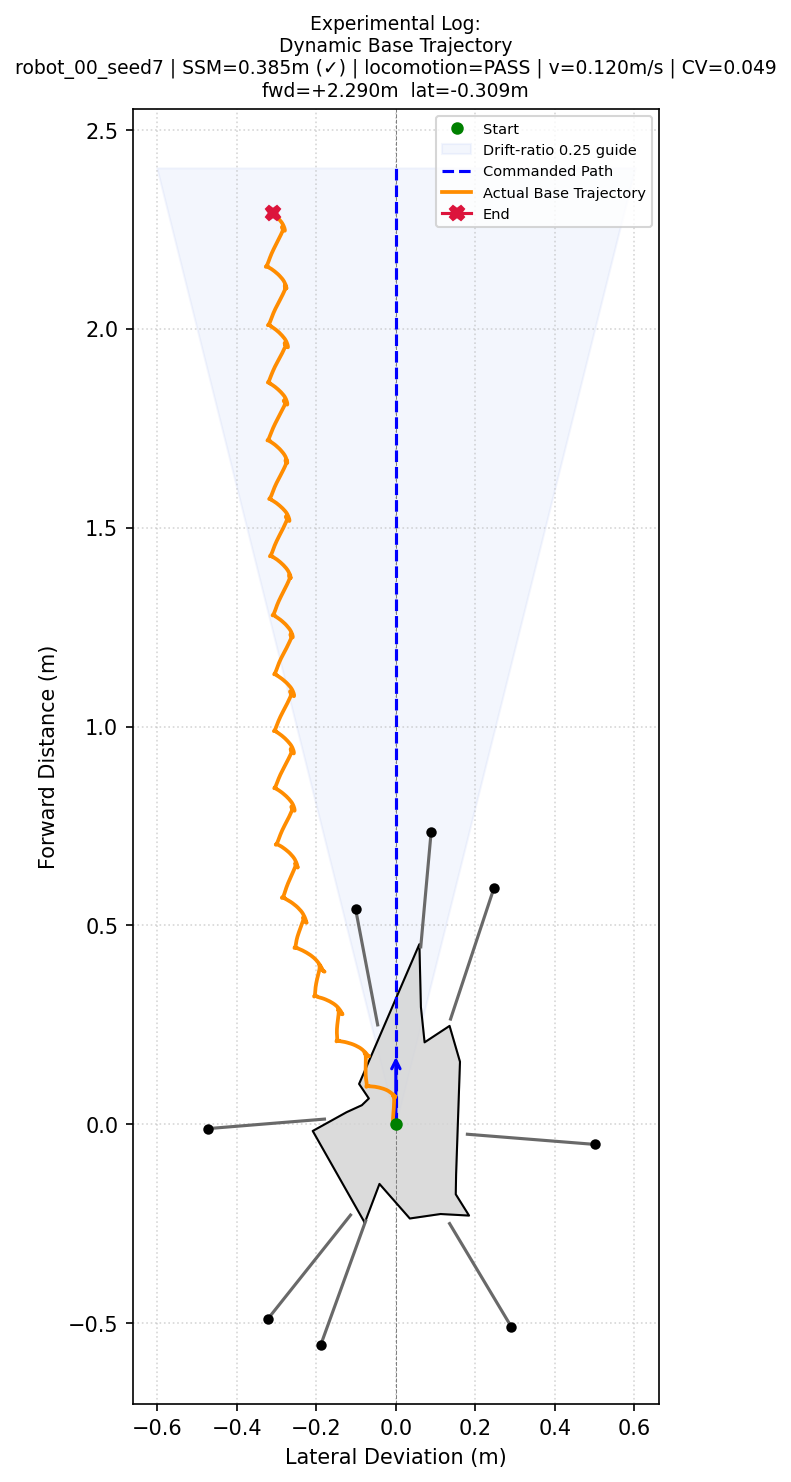 Experimental Log:
Dynamic Base Trajectory
robot_00_seed7 | SSM=0.385m (✓) | locomotion=PASS | v=0.120m/s | CV=0.049
fwd=+2.290m  lat=-0.309m
Start
Drift-ratio 0.25 guide
Commanded Path
Actual Base Trajectory
End
Forward Distance (m)
2.5
2.0
1.5
1.0
0.5
0.0
−0.5
−0.6 −0.4 −0.2 0.0 0.2 0.4 0.6
Lateral Deviation (m)